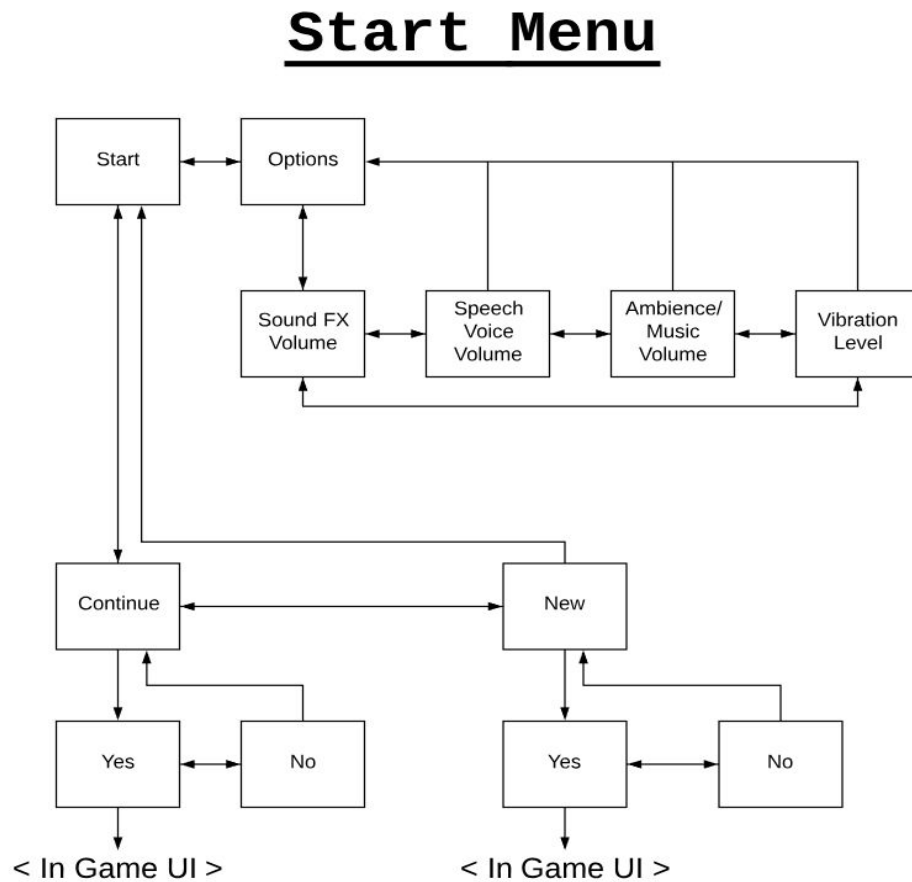 Start Menu
Start
Options
Sound FX
Volume
Speech
Voice
Volume
Ambience/
Music
Volume
Vibration
Level
Continue
New
Yes
No
Yes
No
< In Game UI >
< In Game UI >